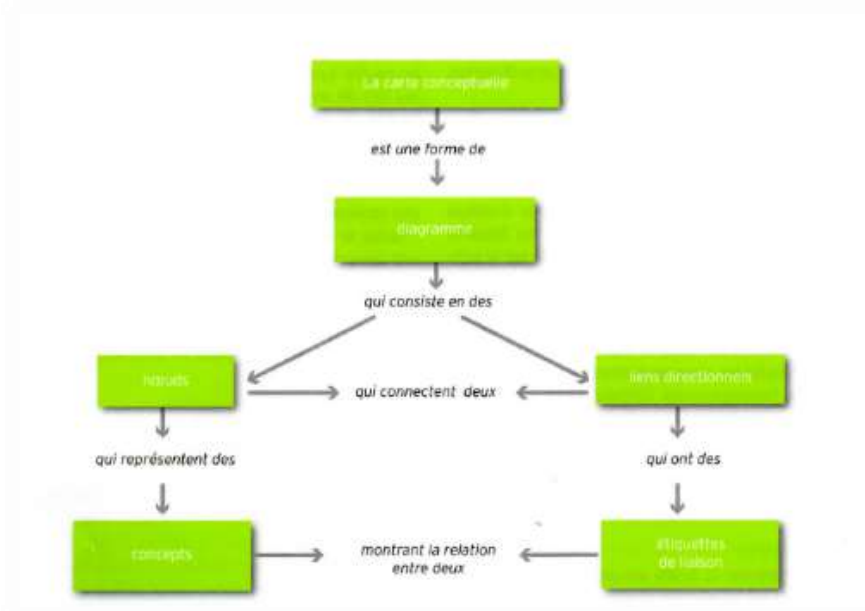 La carte conceptuelle
est une forme de
diagramme
qui consiste en des
nœuds
qui connectent deux
liens directionnels
qui représentent des
qui ont des
concepts
montrant la relation
entre deux
étiquettes
de liaison